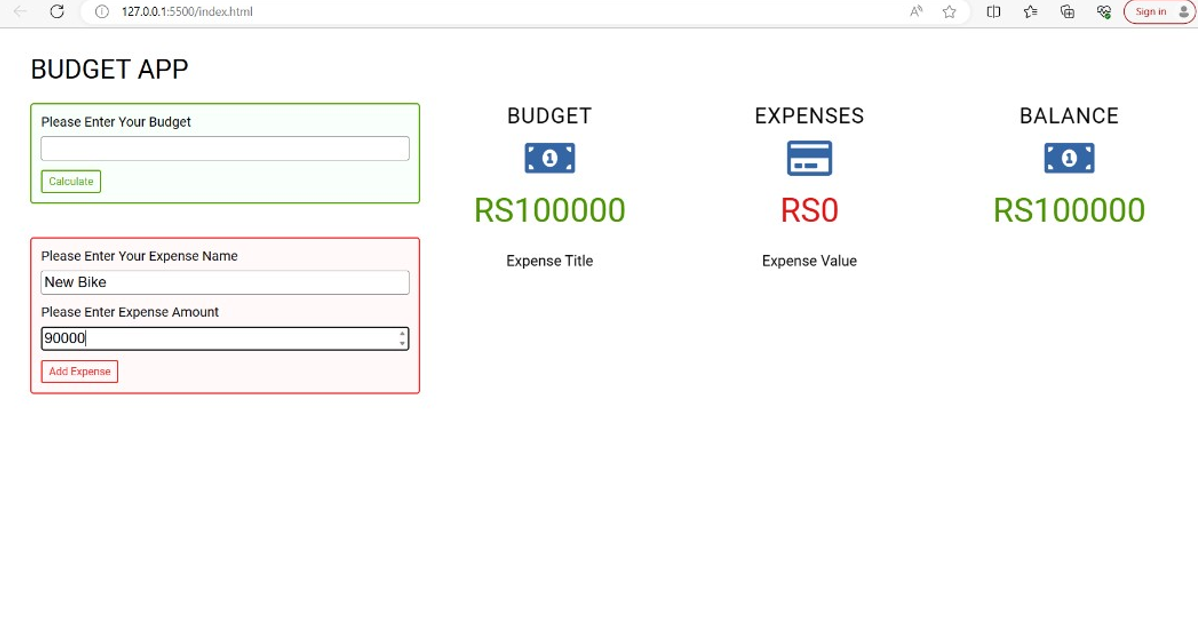 127.0.0.1:5500/index.html
Sign in
BUDGET APP
Please Enter Your Budget
Calculate
Please Enter Your Expense Name
New Bike
Please Enter Expense Amount
90000
Add Expense
BUDGET
1
RS100000
Expense Title
EXPENSES
RS0
Expense Value
BALANCE
1
RS100000